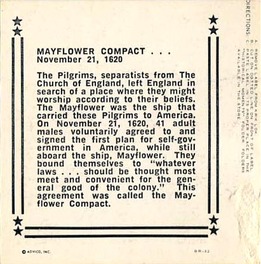 MAYFLOWER COMPACT . . .
November 21, 1620
The Pilgrims, separatists from The
Church of England, left England in
search of a place where they might
worship according to their beliefs.
The Mayflower was the ship that
carried these Pilgrims to America.
On November 21, 1620, 41 adult
males voluntarily agreed to and
signed the first plan for self-gov-
ernment in America, while still
aboard the ship, Mayflower. They
bound themselves to "whatever
laws . . . should be thought most
meet and convenient for the gen-
eral good of the colony." This
agreement was called the May-
flower Compact.
DIRECTIONS: